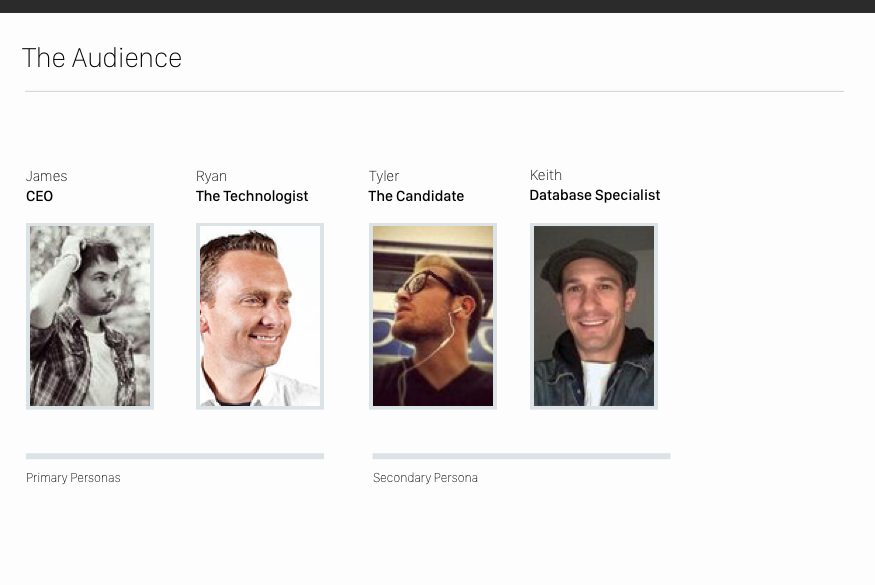 The Audience
James
CEO
Ryan
The Technologist
Tyler
The Candidate
Keith
Database Specialist
Primary Personas
Secondary Persona